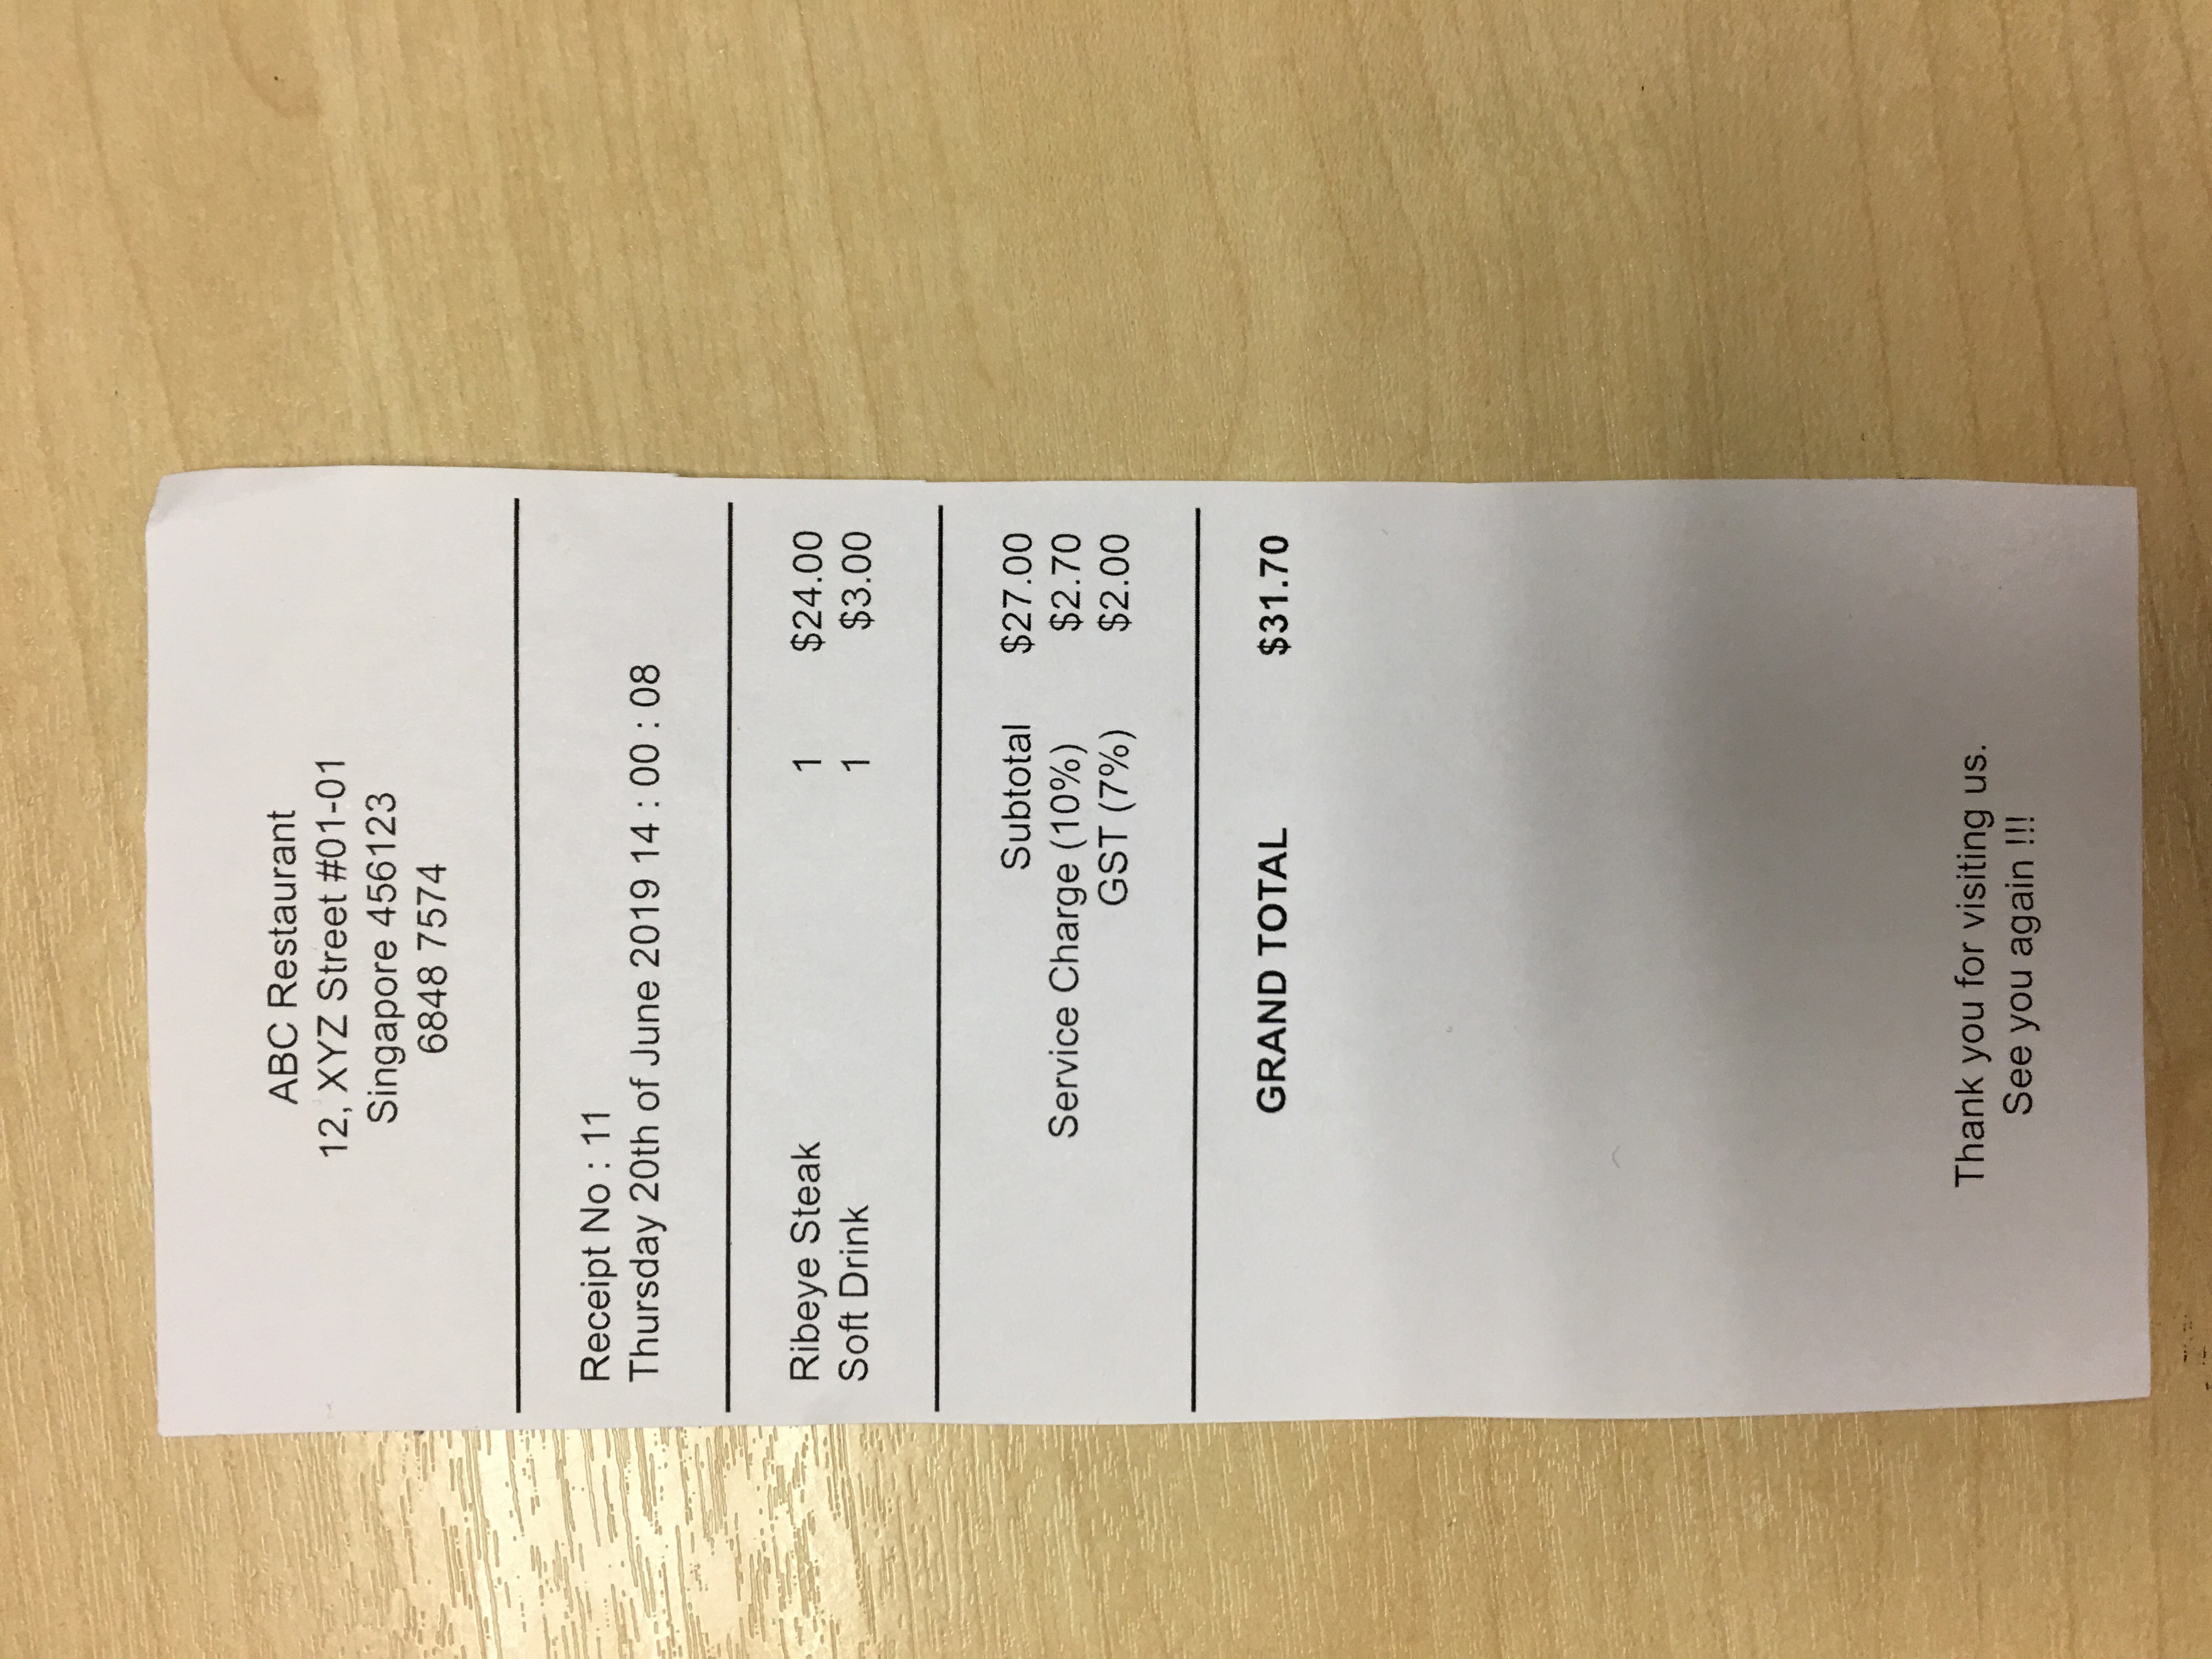 ABC Restaurant
12, XYZ Street #01-01
Singapore 456123
6848 7574
Receipt No : 11
Thursday 20th of June 2019 14 : 00 : 08
Ribeye Steak 1 $24.00
Soft Drink 1 $3.00
Subtotal $27.00
Service Charge (10%) $2.70
GST (7%) $2.00
GRAND TOTAL $31.70
Thank you for visiting us.
See you again !!!